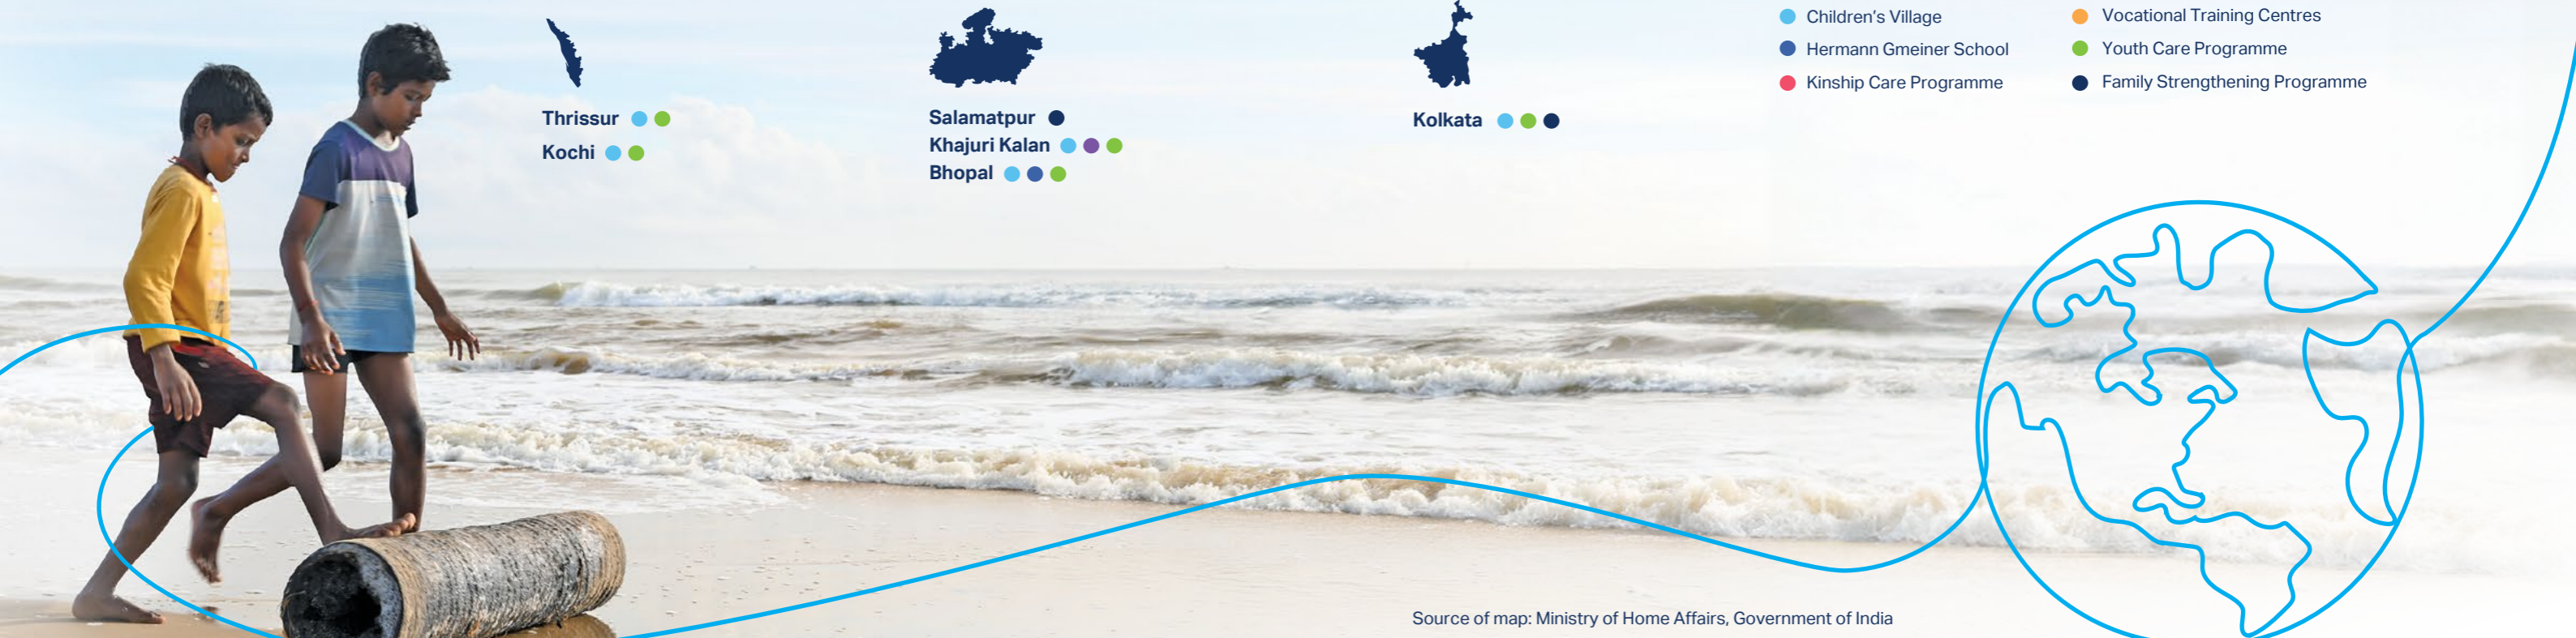 Thrissur
Kochi
Salamatpur
Khajuri Kalan
Bhopal
Kolkata
Children's Village
Hermann Gmeiner School
Kinship Care Programme
Vocational Training Centres
Youth Care Programme
Family Strengthening Programme
Source of map: Ministry of Home Affairs, Government of India